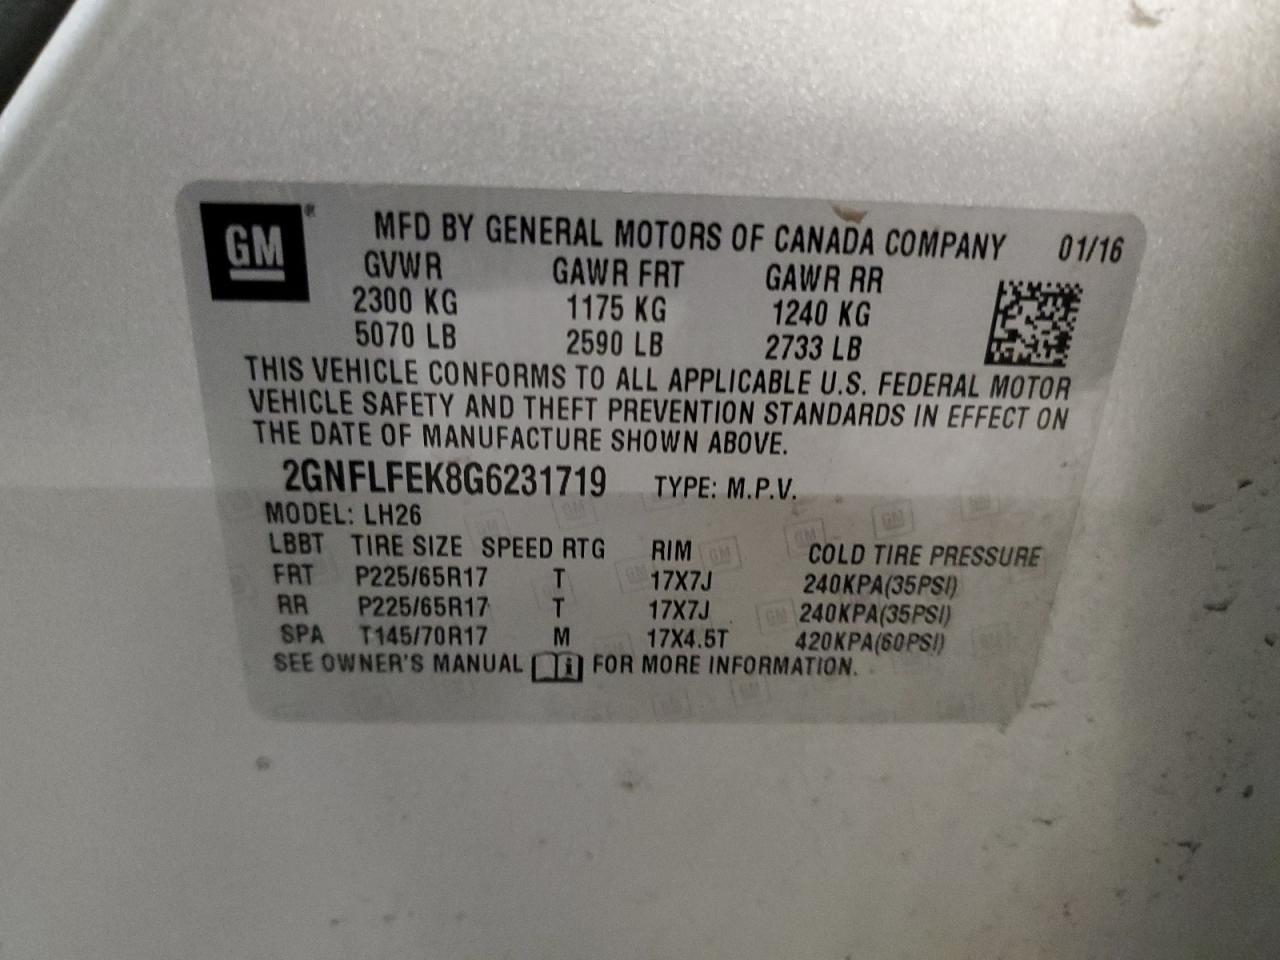 GM®
MFD BY GENERAL MOTORS OF CANADA COMPANY 01/16
GVWR GAWR FRT GAWR RR
2300 KG 1175 KG 1240 KG
5070 LB 2590 LB 2733 LB
THIS VEHICLE CONFORMS TO ALL APPLICABLE U.S. FEDERAL MOTOR
VEHICLE SAFETY AND THEFT PREVENTION STANDARDS IN EFFECT ON
THE DATE OF MANUFACTURE SHOWN ABOVE.
2GNFLFEK8G6231719 TYPE: M.P.V.
MODEL: LH26
LBBT TIRE SIZE SPEED RTG RIM COLD TIRE PRESSURE
FRT P225/65R17 T 17X7J 240KPA(35PSI)
RR P225/65R17 T 17X7J 240KPA(35PSI)
SPA T145/70R17 M 17X4.5T 420KPA(60PSI)
SEE OWNER'S MANUAL FOR MORE INFORMATION.